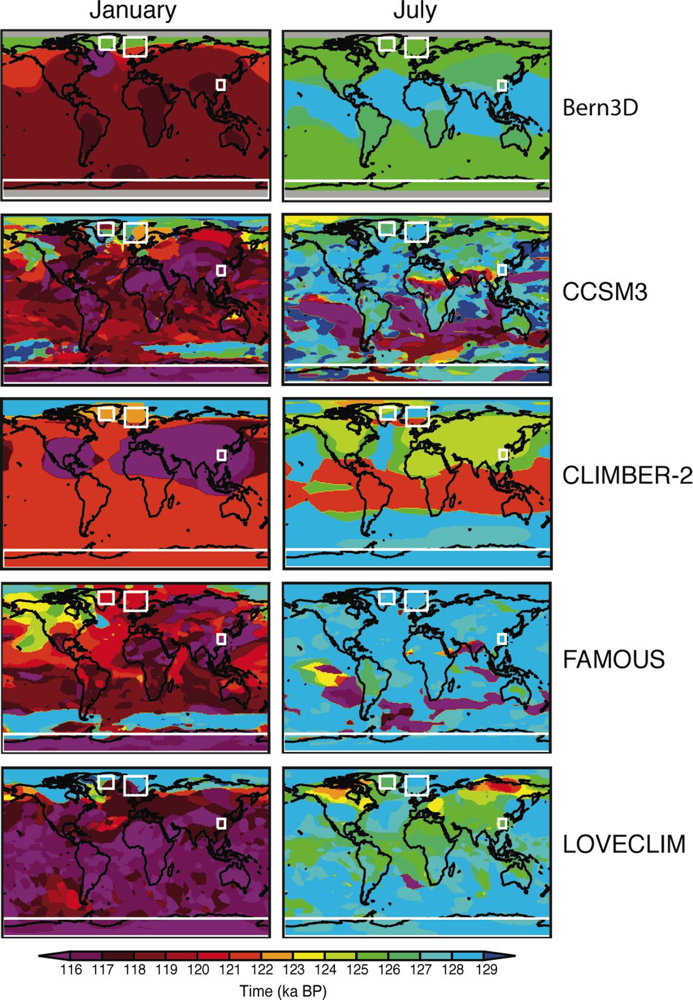 January July
Bern3D
CCSM3
CLIMBER-2
FAMOUS
LOVECLIM
116 117 118 119 120 121 122 123 124 125 126 127 128 129
Time (ka BP)